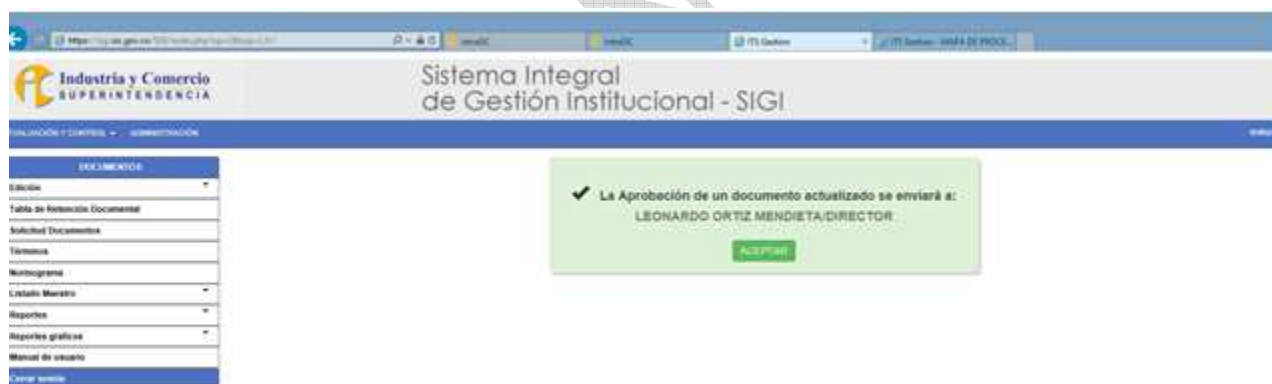 Industria y Comercio
SUPERINTENDENCIA
Sistema Integral
de Gestión Institucional - SIGI
EVALUACIÓN Y CONTROL
ADMINISTRACIÓN
DOCUMENTOS
Edición
Tabla de Retención Documental
Solicitud Documentos
Términos
Normograma
Listado Maestro
Reportes
Reportes gráficos
Manual de usuario
Cerrar sesión
La Aprobación de un documento actualizado se enviará a:
LEONARDO ORTIZ MENDIETA/DIRECTOR
ACEPTAR